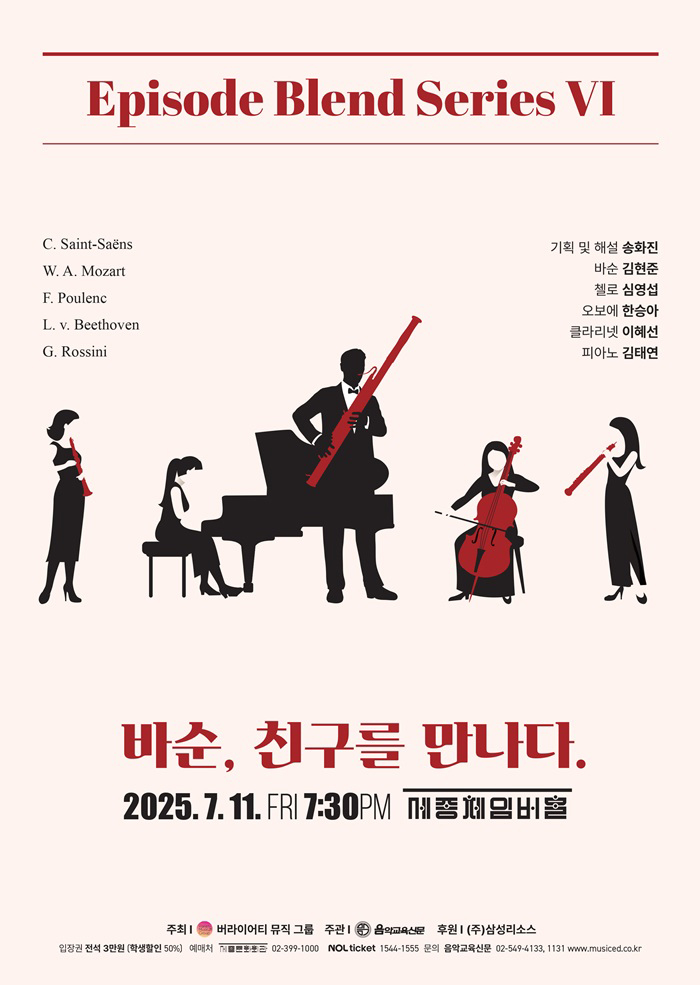 Episode Blend Series VI
C. Saint-Saëns
W. A. Mozart
F. Poulenc
L. v. Beethoven
G. Rossini
기획 및 해설 송화진
바순 김현준
첼로 심영섭
오보에 한승아
클라리넷 이혜선
피아노 김태연
바순, 친구를 만나다.
2025. 7. 11. FRI 7:30PM 세종체임버홀
주최 I 버라이어티 뮤직 그룹 주관 I 음악교육신문 후원 I (주)삼성리소스
입장권 전석 3만원 (학생할인 50%) 예매처 02-399-1000 NOL ticket 1544-1555 문의 음악교육신문 02-549-4133, 1131 www.musiced.co.kr